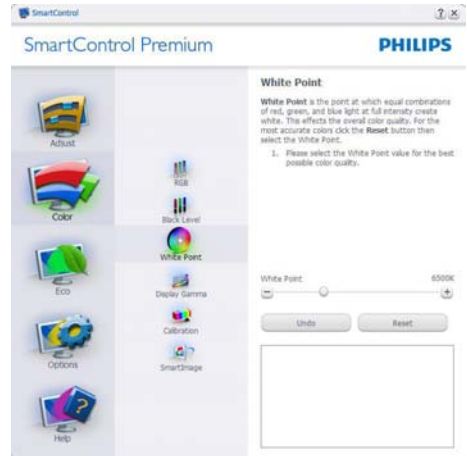 SmartControl
SmartControl Premium
PHILIPS
Adjust
Color
Eco
Options
Help
RGB
Black Level
White Point
Display Gamma
Calibration
SmartImage
White Point
White Point is the point at which equal combinations
of red, green, and blue light at full intensity create
white. This effects the overall color quality. For the
most accurate colors click the Reset button then
select the White Point.
1. Please select the White Point value for the best
possible color quality.
White Point 6500K
Undo Reset